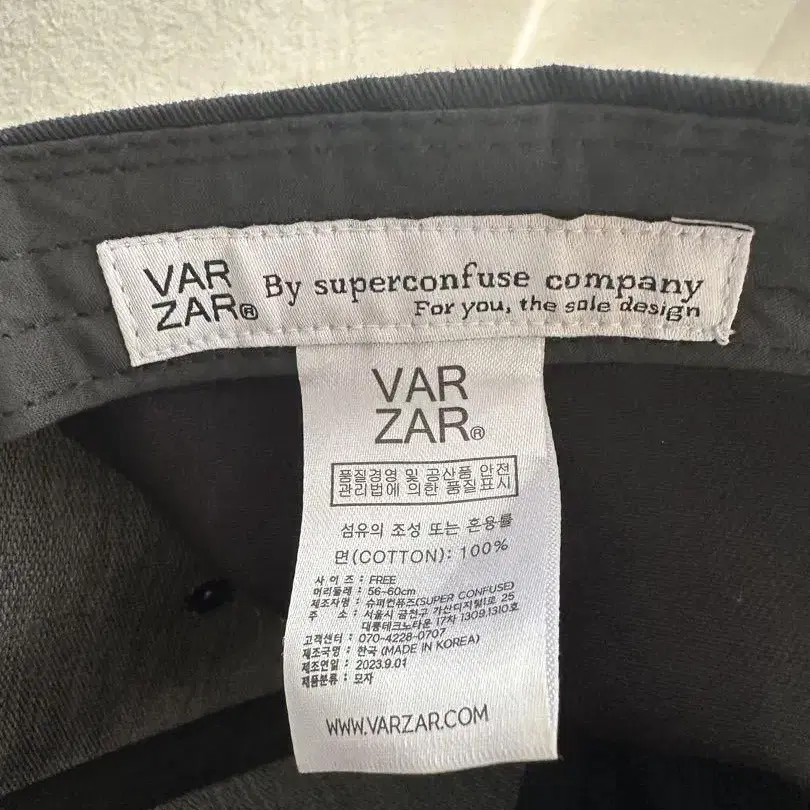 VAR
ZAR® By superconfuse company
For you, the sole design
VAR
ZAR®
품질경영 및 공산품 안전
관리법에 의한 품질표시
섬유의 조성 또는 혼용률
면(COTTON): 100%
사 이 즈 : FREE
머리둘레 : 56~60cm
제조자명 : 슈퍼컨퓨즈(SUPER CONFUSE)
주 소 : 서울시 금천구 가산디지털1로 25
대륭테크노타운 17차 1309.1310호
고객센터 : 070-4228-0707
제조국명 : 한국 (MADE IN KOREA)
제조연일 : 2023.9.01
제품분류 : 모자
WWW.VARZAR.COM